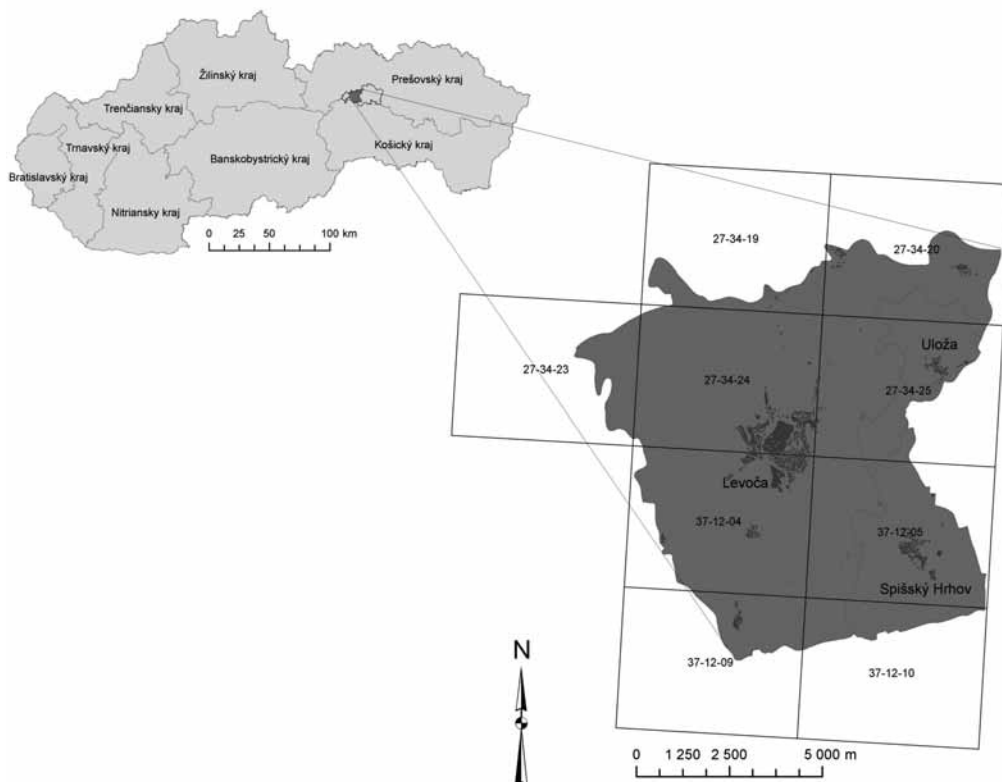 Žilinský kraj
Prešovský kraj
Trenčiansky kraj
Trnavský kraj
Košický kraj
Banskobystrický kraj
Bratislavský kraj
Nitriansky kraj
0 25 50 100 km
27-34-19
27-34-20
Uloža
27-34-23
27-34-24
27-34-25
Levoča
37-12-04
37-12-05
Spišský Hrhov
N
37-12-09
37-12-10
0 1 250 2 500 5 000 m